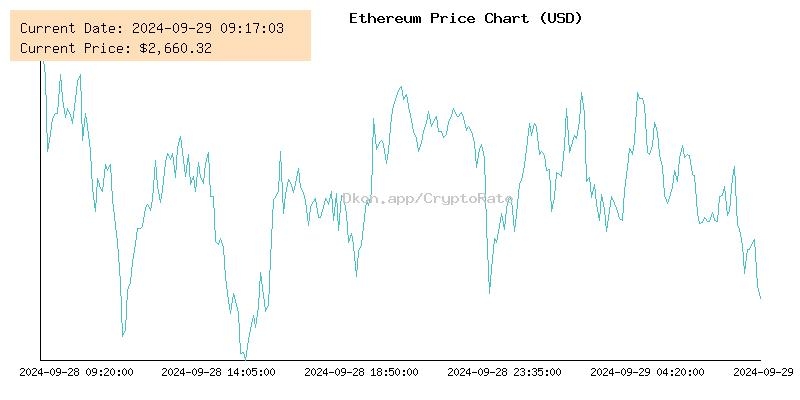 Ethereum Price Chart (USD)
Current Date: 2024-09-29 09:17:03
Current Price: $2,660.32
Dkon.app/CryptoRate
2024-09-28 09:20:00 2024-09-28 14:05:00 2024-09-28 18:50:00 2024-09-28 23:35:00 2024-09-29 04:20:00 2024-09-29